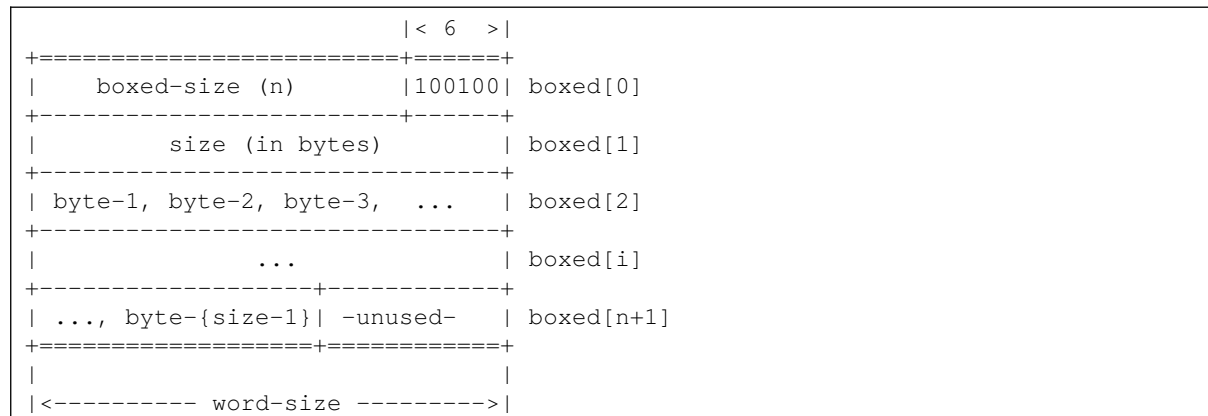 |< 6  >|
+=========================+======+
|    boxed-size (n)       |100100| boxed[0]
+-------------------------+------+
|         size (in bytes)        | boxed[1]
+--------------------------------+
| byte-1, byte-2, byte-3,  ...   | boxed[2]
+--------------------------------+
|               ...              | boxed[i]
+-------------------+------------+
| ..., byte-{size-1}| -unused-   | boxed[n+1]
+===================+============+
|                                |
|<---------- word-size --------->|